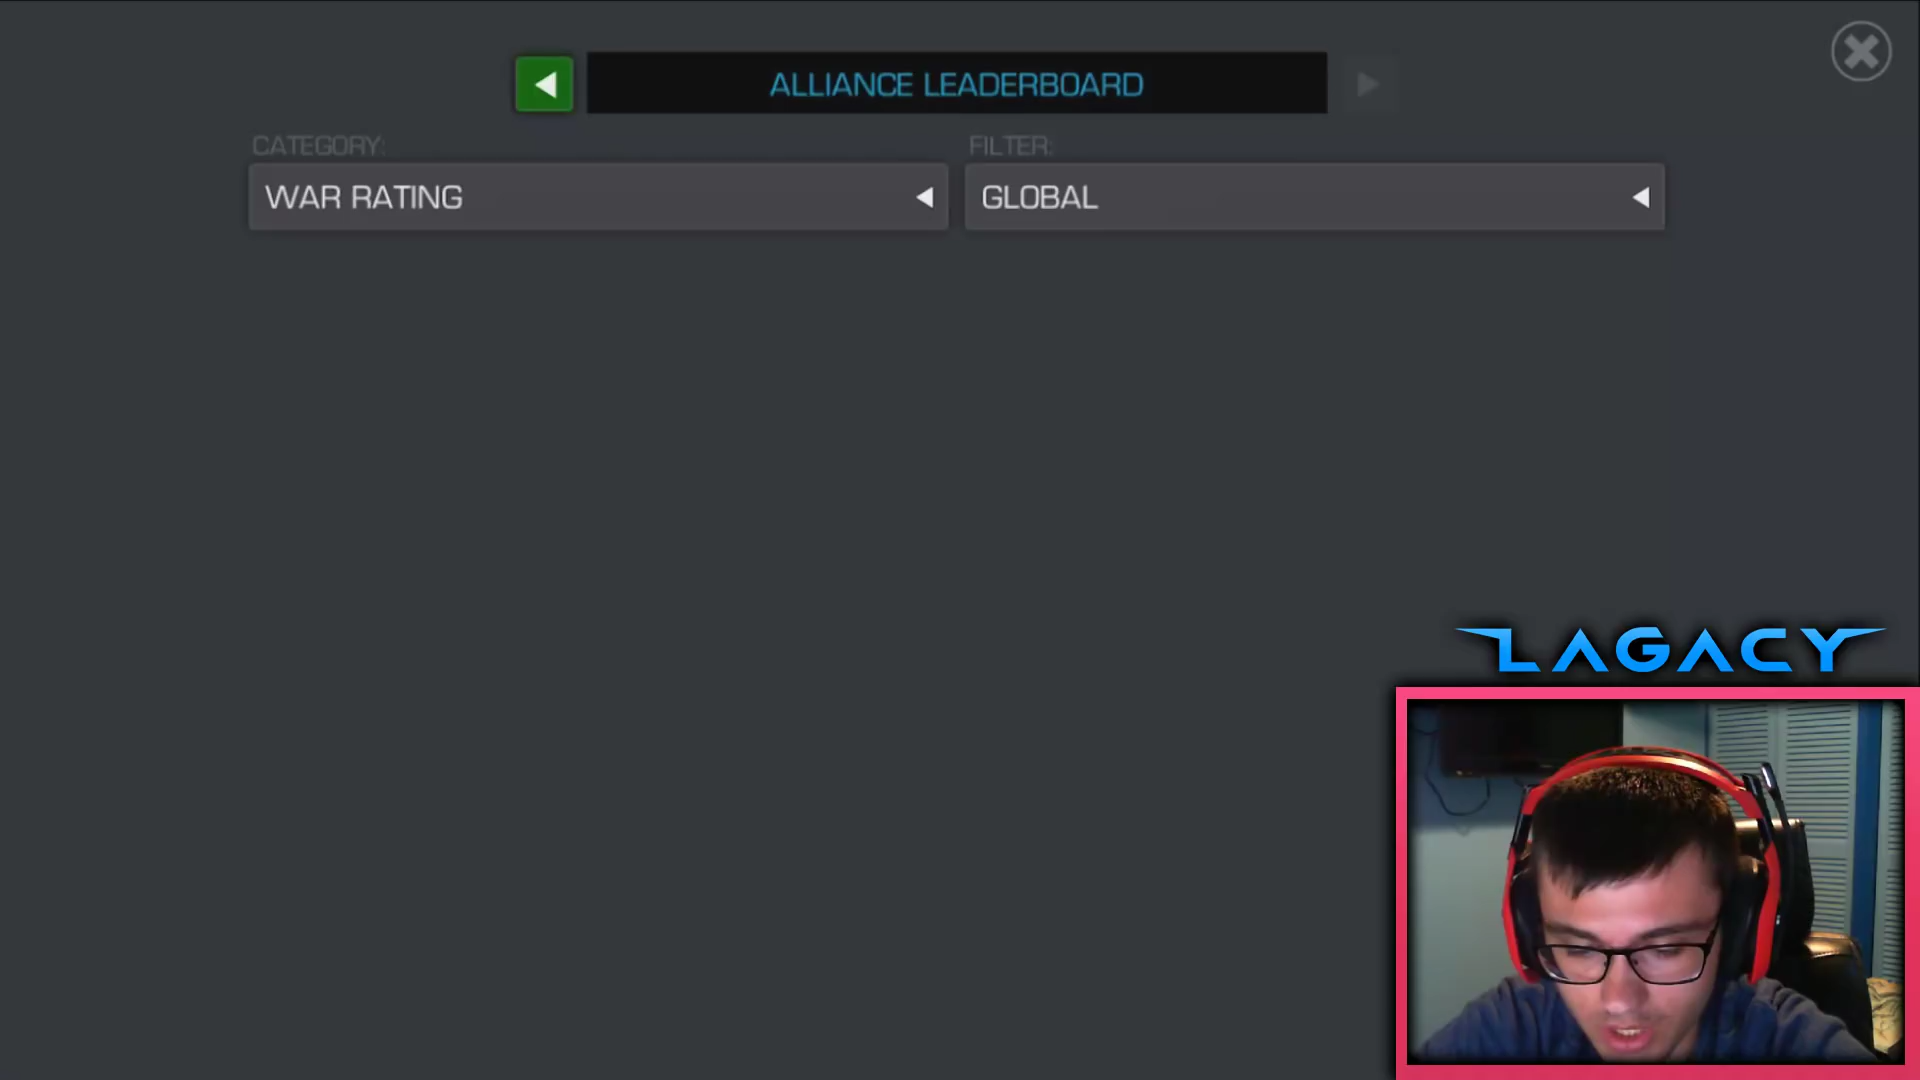 ALLIANCE LEADERBOARD
CATEGORY:
FILTER:
WAR RATING
GLOBAL
LAGACY